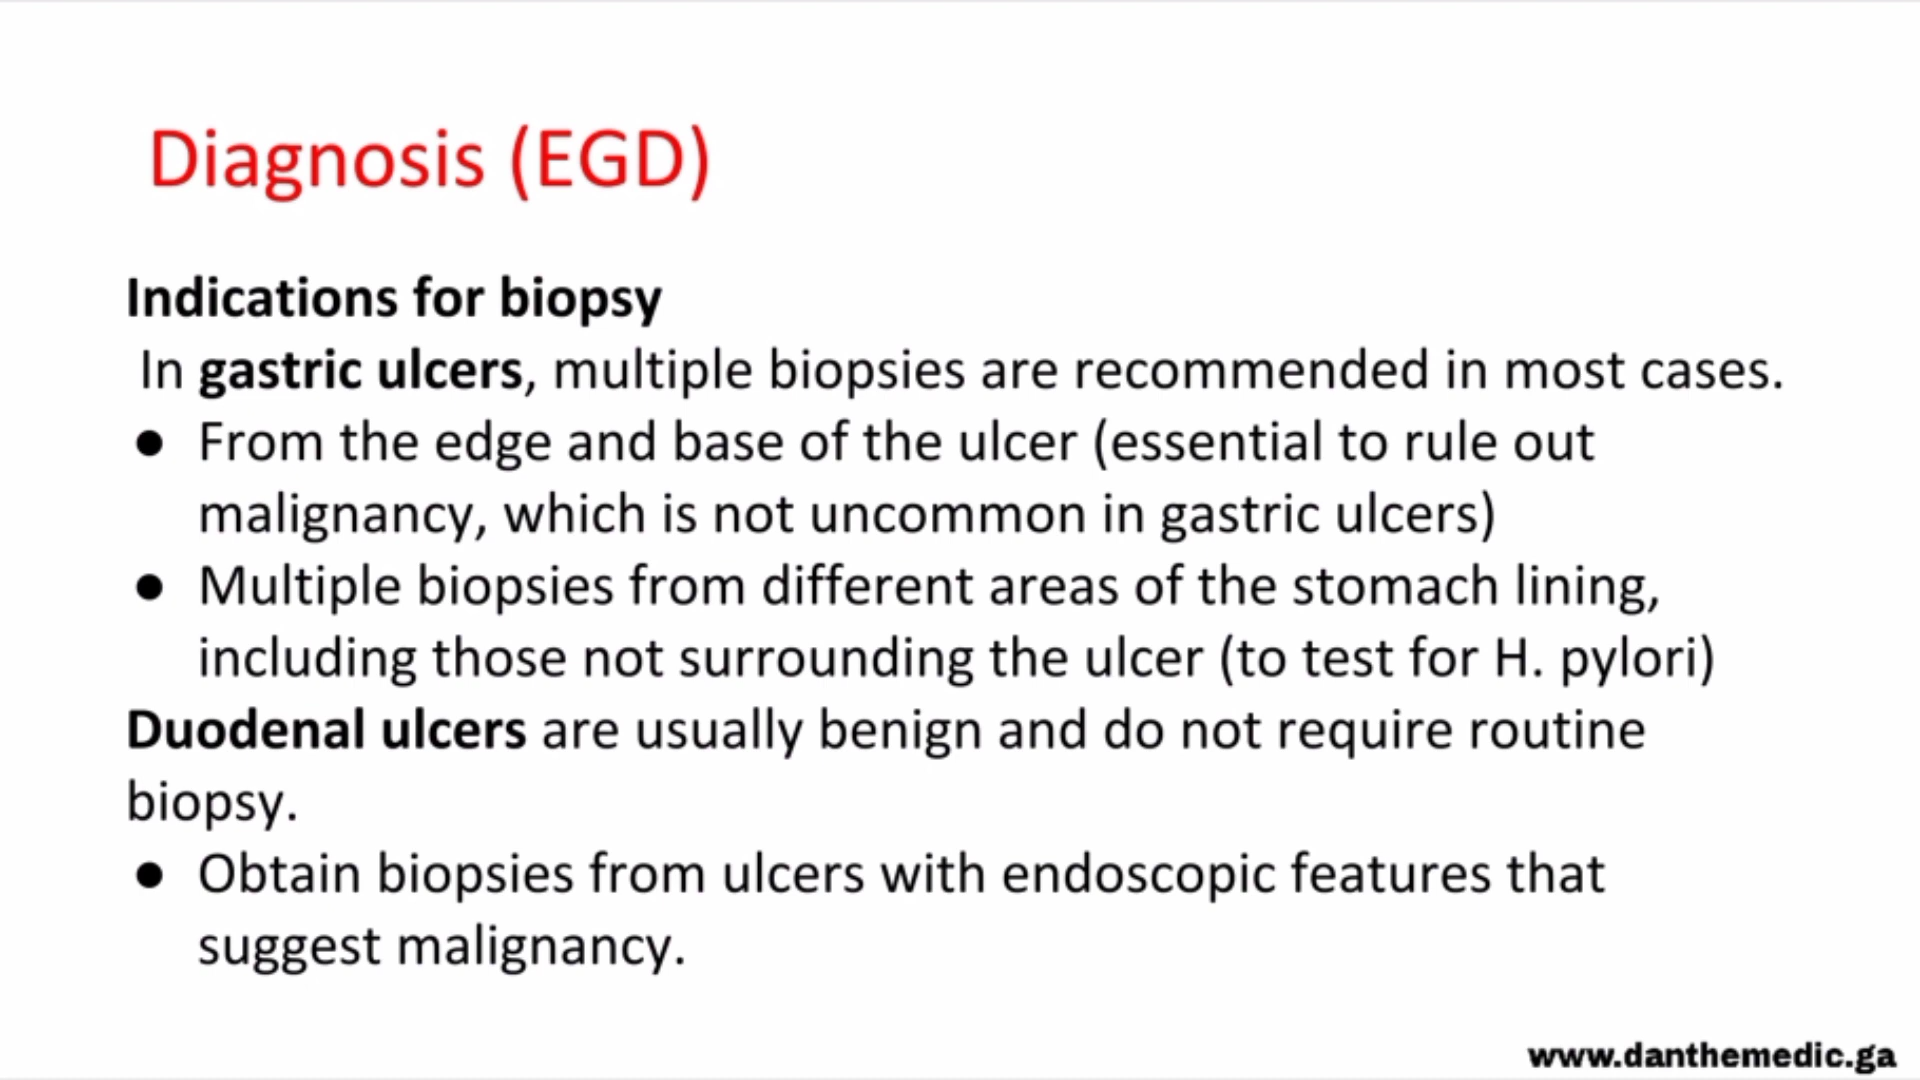 Diagnosis (EGD)
Indications for biopsy
In gastric ulcers, multiple biopsies are recommended in most cases.
● From the edge and base of the ulcer (essential to rule out
malignancy, which is not uncommon in gastric ulcers)
● Multiple biopsies from different areas of the stomach lining,
including those not surrounding the ulcer (to test for H. pylori)
Duodenal ulcers are usually benign and do not require routine
biopsy.
● Obtain biopsies from ulcers with endoscopic features that
suggest malignancy.
www.danthemedic.ga